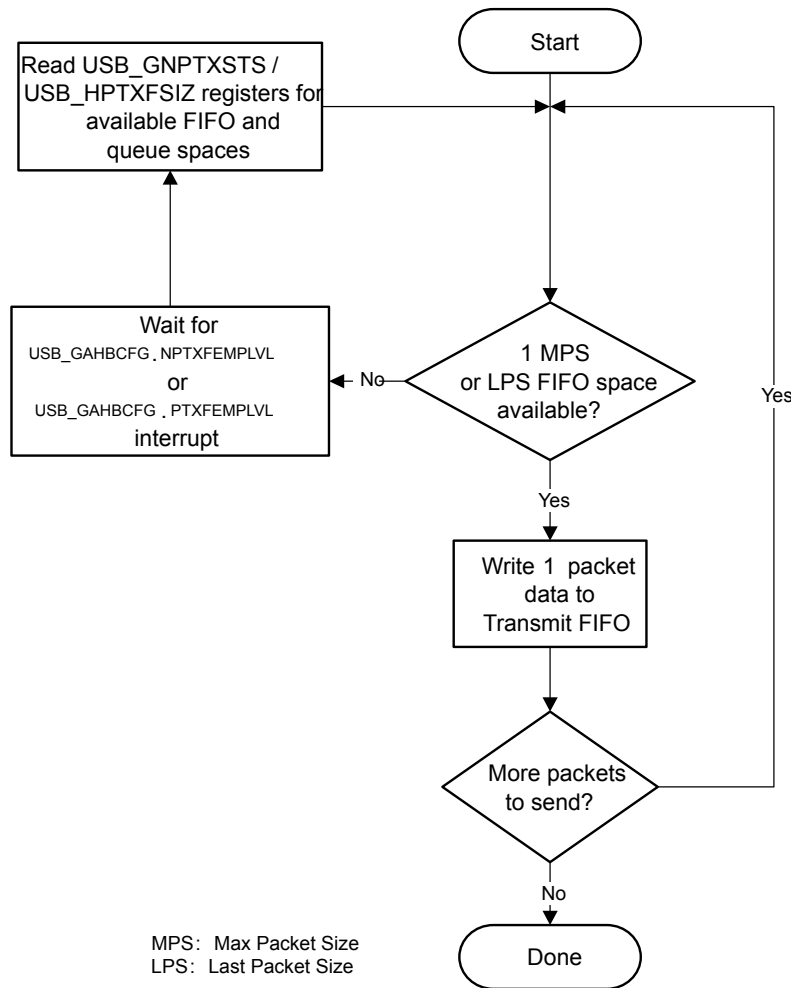 Start
Read USB_GNPTXSTS /
USB_HPTXFSIZ registers for
available FIFO and
queue spaces
Wait for
USB_GAHBCFG . NPTXFEMPLVL
or
USB_GAHBCFG . PTXFEMPLVL
interrupt
No
1 MPS
or LPS FIFO space
available?
Yes
Yes
Write 1 packet
data to
Transmit FIFO
More packets
to send?
No
Done
MPS: Max Packet Size
LPS: Last Packet Size